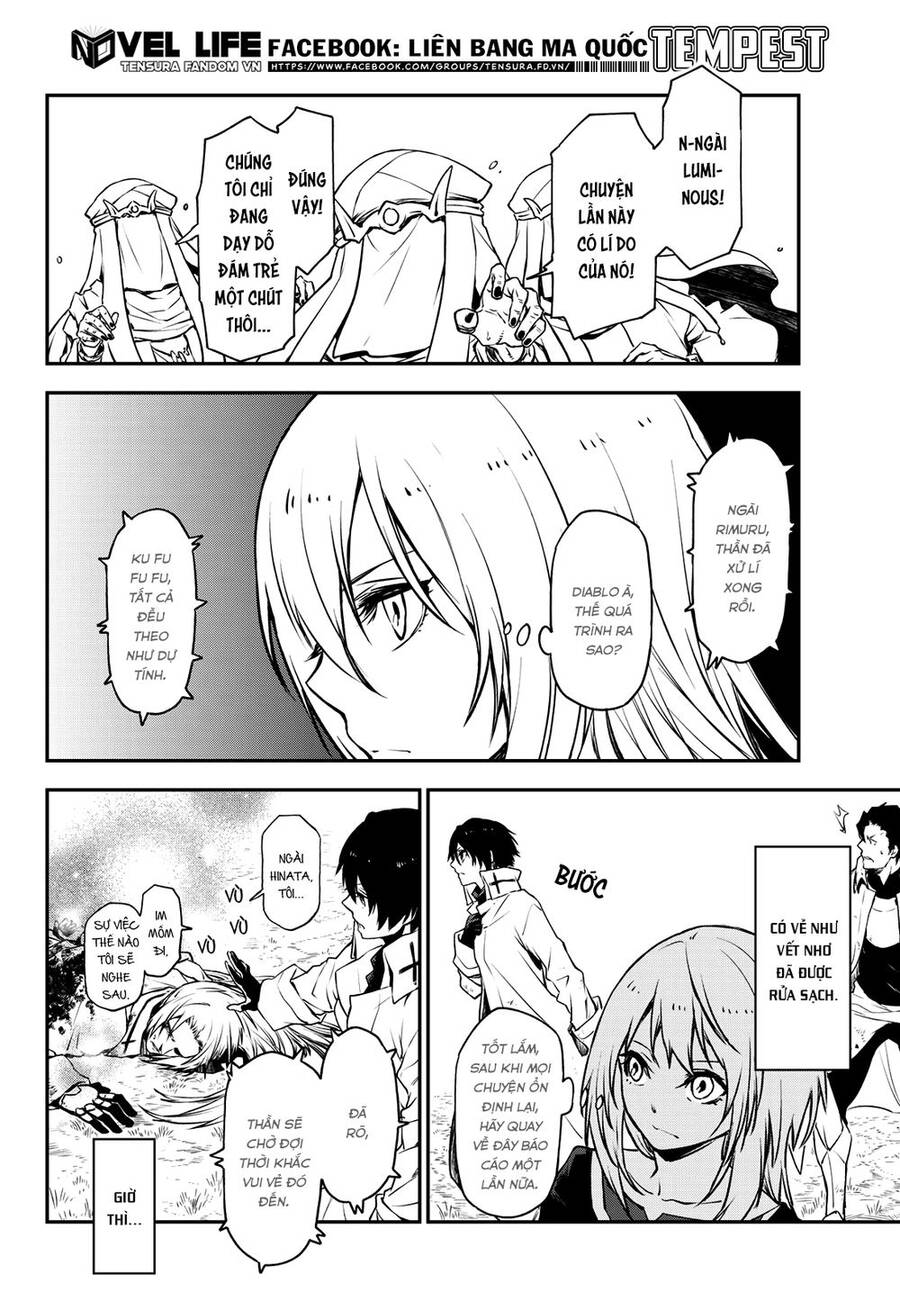 NOVEL LIFE
TENSURA FANDOM VN
FACEBOOK: LIÊN BANG MA QUỐC
HTTPS://WWW.FACEBOOK.COM/GROUPS/TENSURA.FD.VN/
TEMPEST
N-NGÀI
LUMI-
NOUS!
CHUYỆN
LẦN NÀY
CÓ LÍ DO
CỦA NÓ!
ĐÚNG
VẬY!
CHÚNG
TÔI CHỈ
ĐANG
DẠY DỖ
ĐÁM TRẺ
MỘT CHÚT
THÔI...
NGÀI
RIMURU,
THẦN ĐÃ
XỬ LÍ
XONG
RỒI.
DIABLO À,
THẾ QUÁ
TRÌNH RA
SAO?
KU FU
FU FU,
TẤT CẢ
ĐỀU
THEO
NHƯ DỰ
TÍNH.
CÓ VẺ NHƯ
VẾT NHƠ
ĐÃ ĐƯỢC
RỬA SẠCH.
BƯỚC
TỐT LẮM,
SAU KHI MỌI
CHUYỆN ỔN
ĐỊNH LẠI,
HÃY QUAY
VỀ ĐÂY BÁO
CÁO MỘT
LẦN NỮA.
NGÀI
HINATA,
TÔI...
VÙ
VÙ
VÙ
IM
MỒM
ĐI.
SỰ VIỆC
THẾ NÀO
TÔI SẼ
NGHE
SAU.
ĐÃ
RÕ,
THẦN SẼ
CHỜ ĐỢI
THỜI KHẮC
VUI VẺ ĐÓ
ĐẾN.
GIỜ
THÌ...